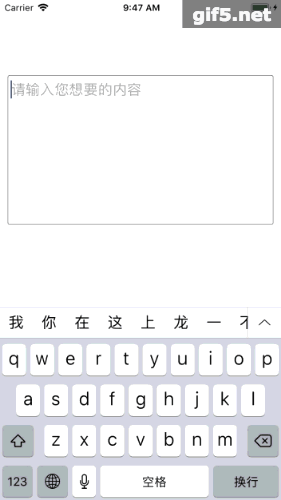 Carrier 9:47 AM
gif5.net
请输入您想要的内容
我 你 在 这 上 龙 一
q w e r t y u i o p
a s d f g h j k l
z x c v b n m
123 空格 换行